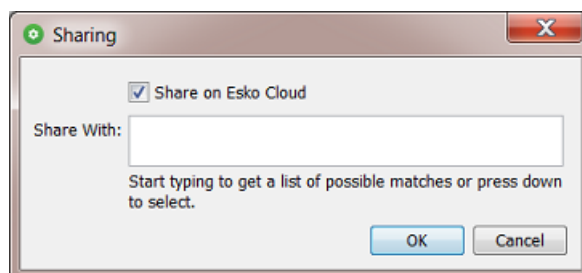 Sharing
Share on Esko Cloud
Share With:
Start typing to get a list of possible matches or press down
to select.
OK Cancel